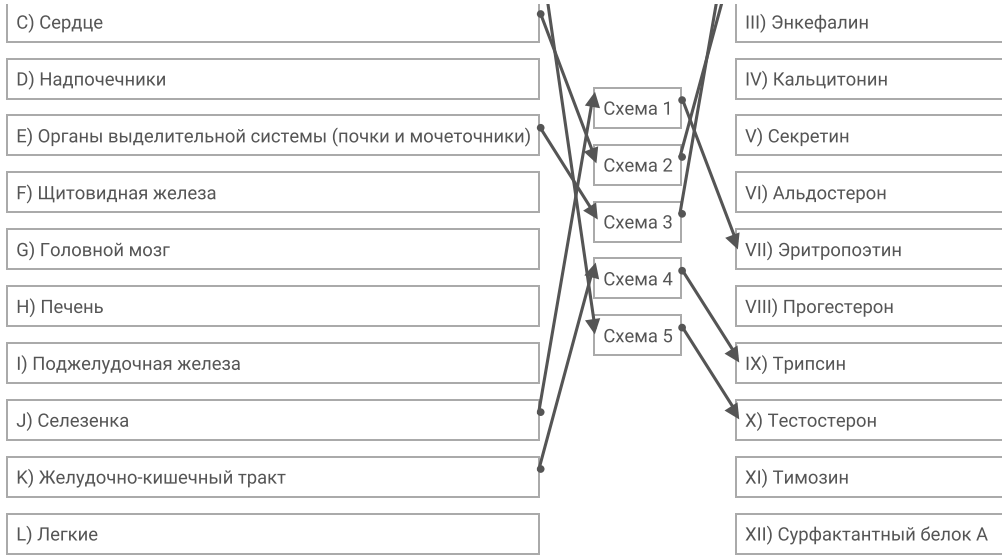 C) Сердце
D) Надпочечники
E) Органы выделительной системы (почки и мочеточники)
F) Щитовидная железа
G) Головной мозг
H) Печень
I) Поджелудочная железа
J) Селезенка
K) Желудочно-кишечный тракт
L) Легкие
Схема 1
Схема 2
Схема 3
Схема 4
Схема 5
III) Энкефалин
IV) Кальцитонин
V) Секретин
VI) Альдостерон
VII) Эритропоэтин
VIII) Прогестерон
IX) Трипсин
X) Тестостерон
XI) Тимозин
XII) Сурфактантный белок А